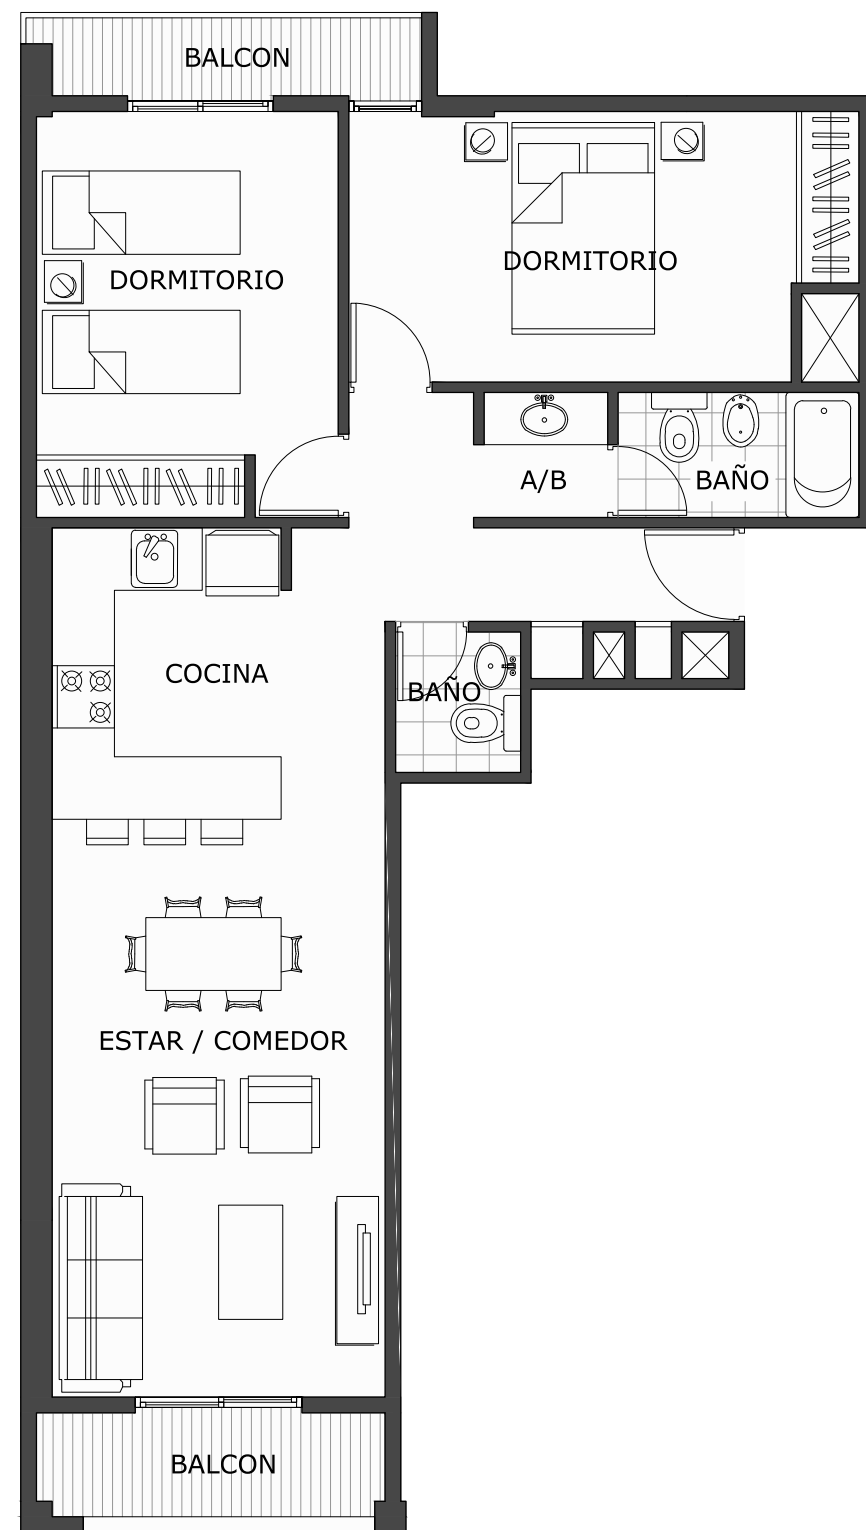 BALCON
DORMITORIO
DORMITORIO
A/B
BAÑO
COCINA
BAÑO
ESTAR / COMEDOR
BALCON